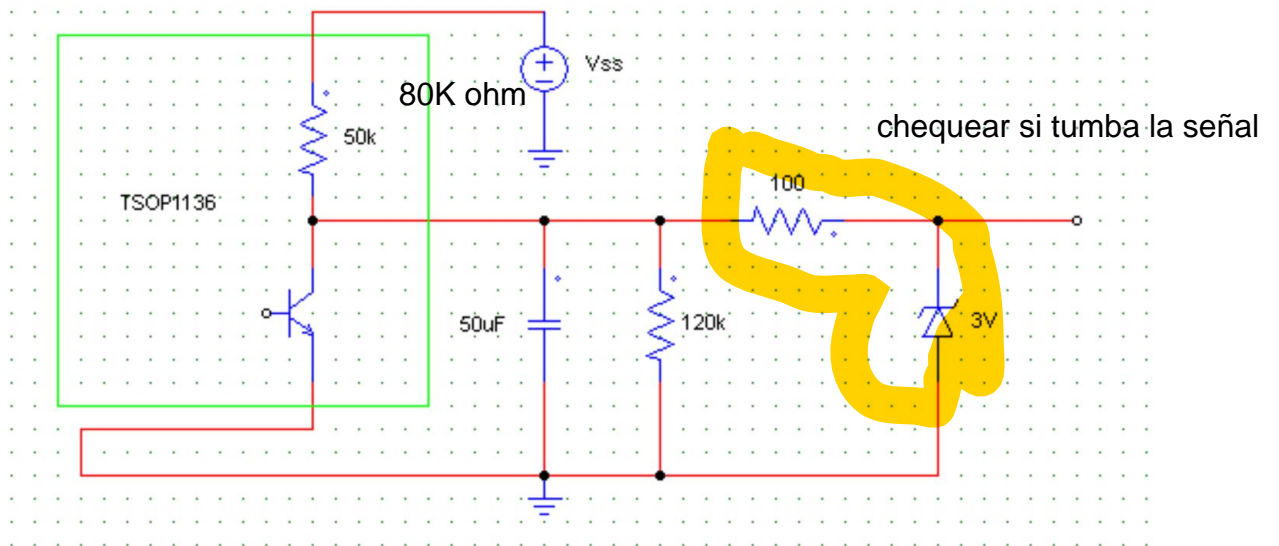 Vss
80K ohm
chequear si tumba la señal
50k
100
TSOP1136
50uF
120k
3V